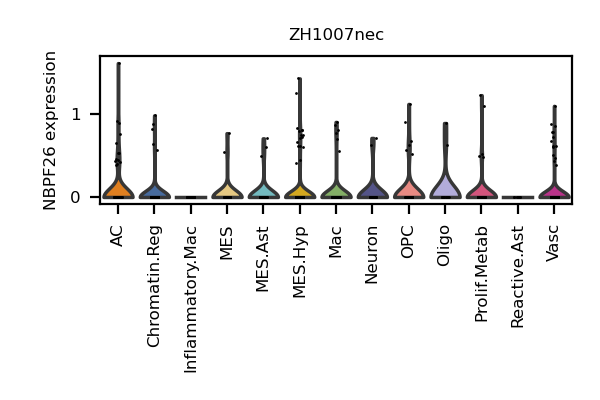 ZH1007nec
NBPF26 expression
1
0
AC
Chromatin.Reg
Inflammatory.Mac
MES
MES.Ast
MES.Hyp
Mac
Neuron
OPC
Oligo
Prolif.Metab
Reactive.Ast
Vasc